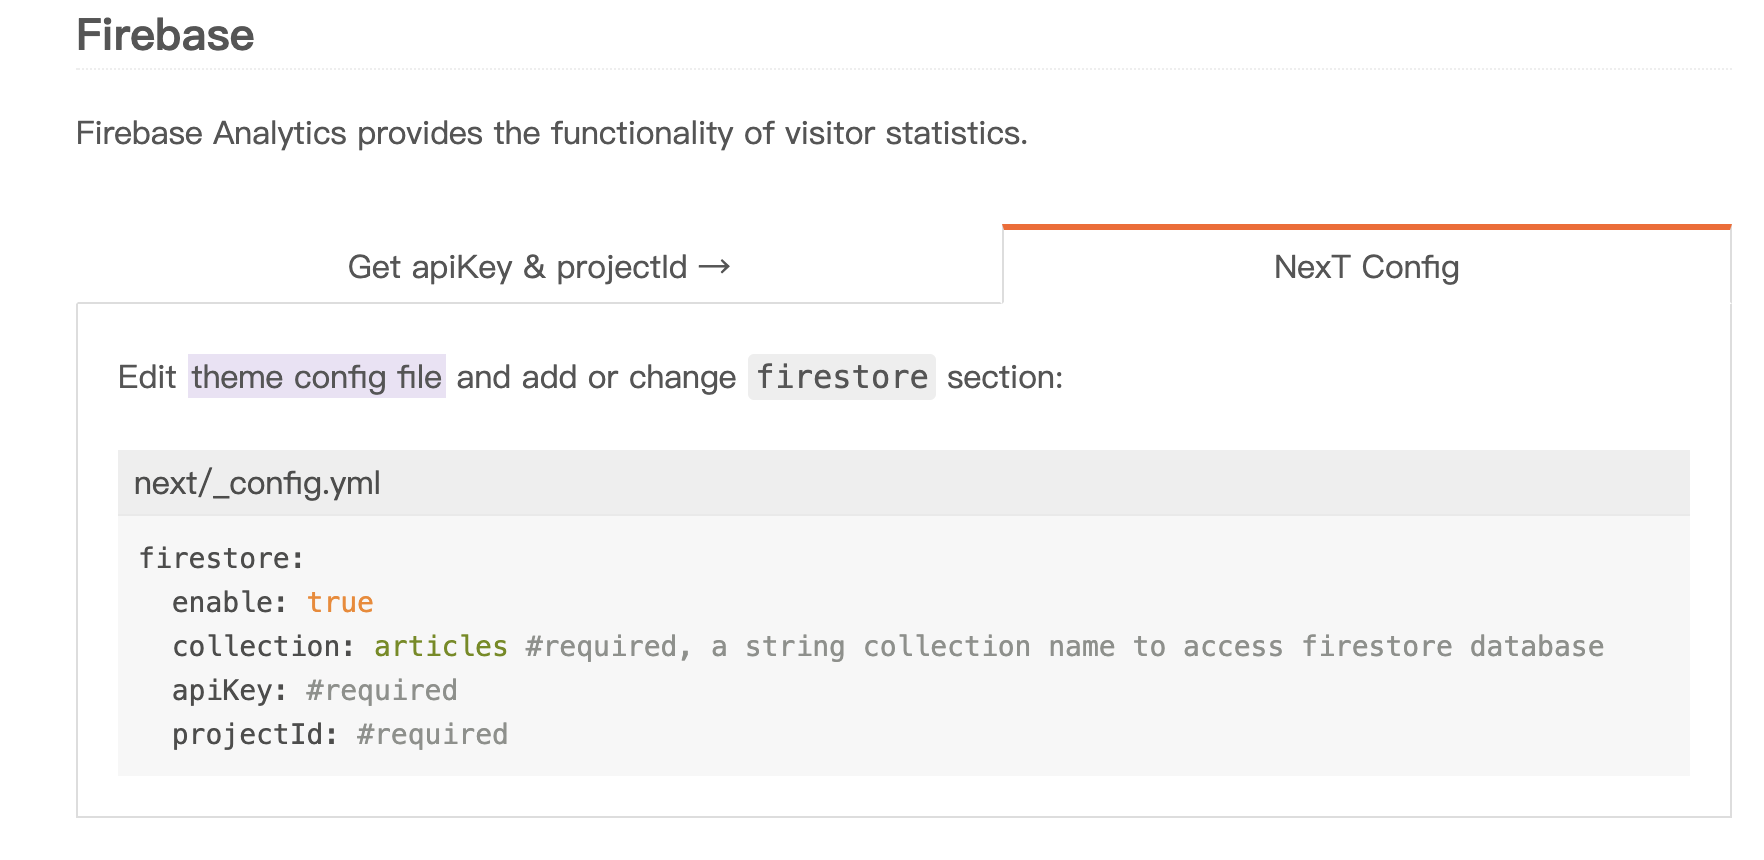 Firebase
Firebase Analytics provides the functionality of visitor statistics.
Get apiKey & projectId →
NexT Config
Edit theme config file and add or change firestore section:
next/_config.yml
firestore:
  enable: true
  collection: articles #required, a string collection name to access firestore database
  apiKey: #required
  projectId: #required